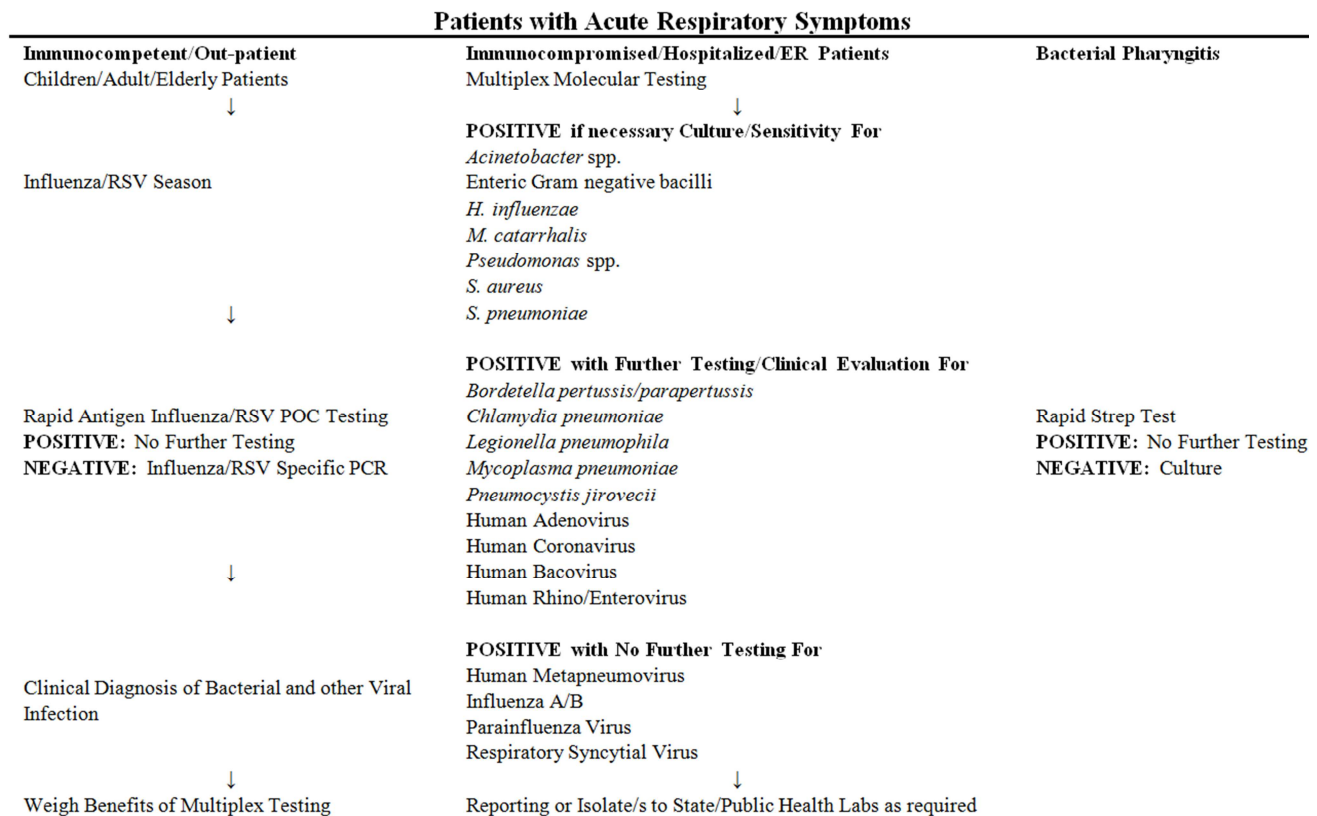 Patients with Acute Respiratory Symptoms
Immunocompetent/Out-patient
Children/Adult/Elderly Patients
↓
Influenza/RSV Season
↓
Rapid Antigen Influenza/RSV POC Testing
POSITIVE: No Further Testing
NEGATIVE: Influenza/RSV Specific PCR
↓
Clinical Diagnosis of Bacterial and other Viral
Infection
↓
Weigh Benefits of Multiplex Testing
Immunocompromised/Hospitalized/ER Patients
Multiplex Molecular Testing
↓
POSITIVE if necessary Culture/Sensitivity For
Acinetobacter spp.
Enteric Gram negative bacilli
H. influenzae
M. catarrhalis
Pseudomonas spp.
S. aureus
S. pneumoniae
POSITIVE with Further Testing/Clinical Evaluation For
Bordetella pertussis/parapertussis
Chlamydia pneumoniae
Legionella pneumophila
Mycoplasma pneumoniae
Pneumocystis jirovecii
Human Adenovirus
Human Coronavirus
Human Bacovirus
Human Rhino/Enterovirus
POSITIVE with No Further Testing For
Human Metapneumovirus
Influenza A/B
Parainfluenza Virus
Respiratory Syncytial Virus
↓
Reporting or Isolate/s to State/Public Health Labs as required
Bacterial Pharyngitis
Rapid Strep Test
POSITIVE: No Further Testing
NEGATIVE: Culture